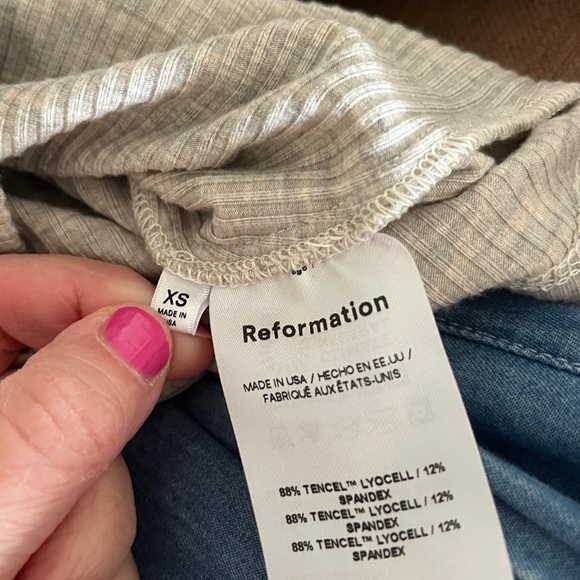 XS
MADE IN
USA
Reformation
MADE IN USA / HECHO EN EE.UU /
FABRIQUÉ AUX ÉTATS-UNIS
88% TENCEL™ LYOCELL / 12%
SPANDEX
88% TENCEL™ LYOCELL / 12%
SPANDEX
88% TENCEL™ LYOCELL / 12%
SPANDEX